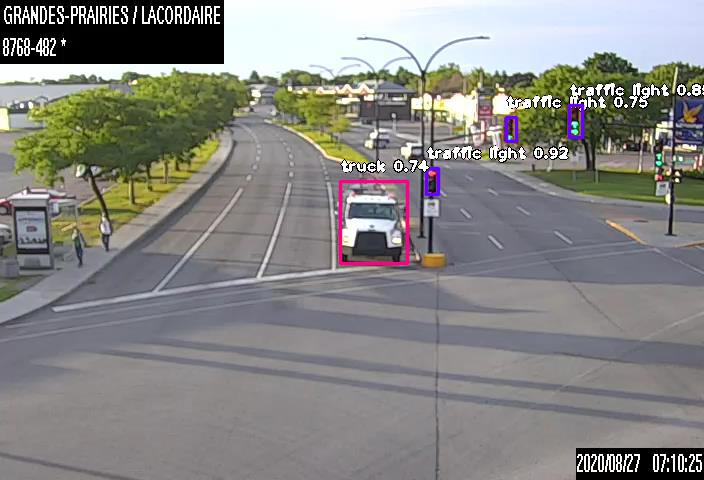 GRANDES-PRAIRIES / LACORDAIRE
8768-482 *
traffic light 0.85
traffic light 0.75
traffic light 0.92
truck 0.74
2020/08/27 07:10:25